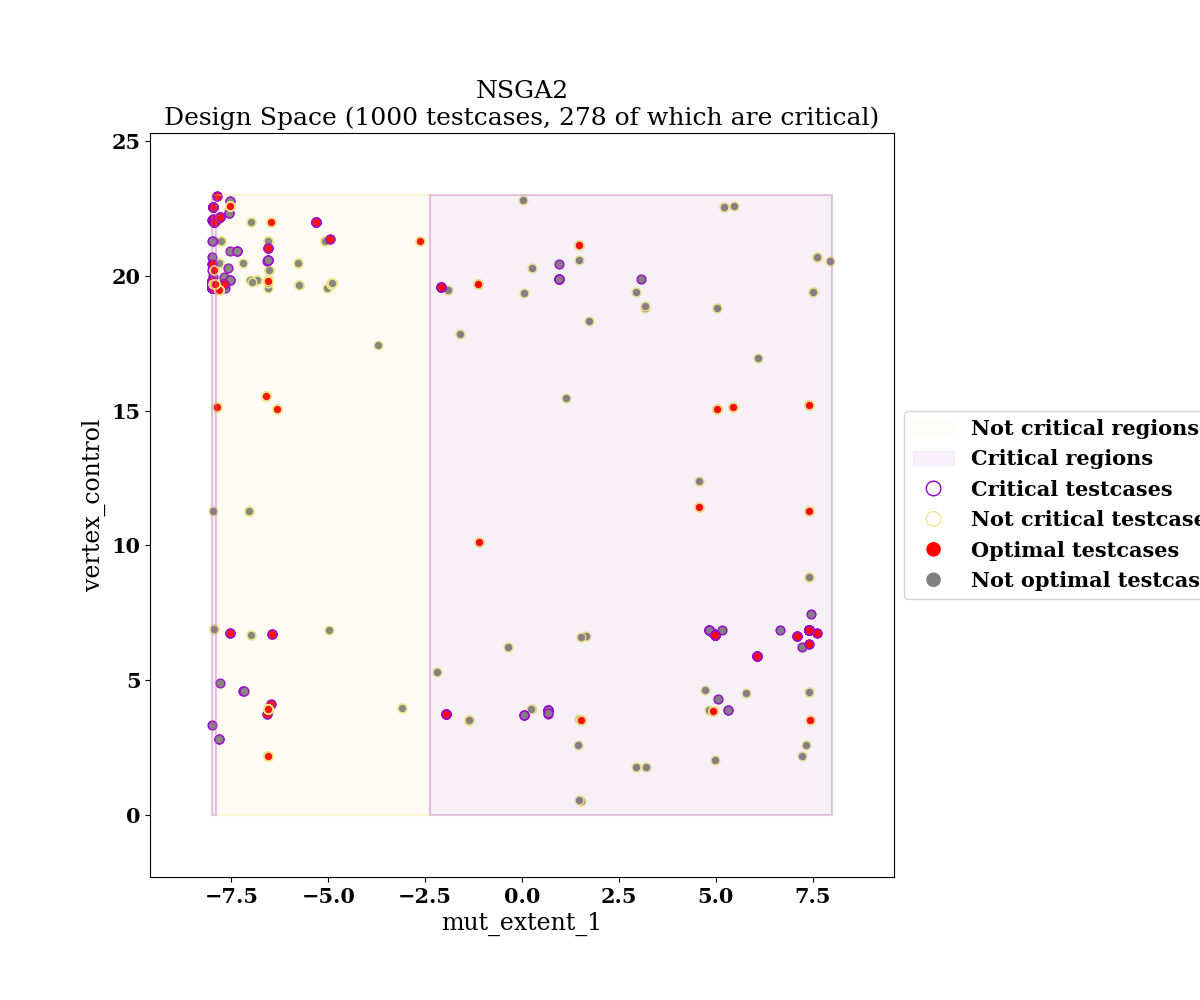 NSGA2
Design Space (1000 testcases, 278 of which are critical)
25
20
15
10
5
0
vertex_control
−7.5
−5.0
−2.5
0.0
2.5
5.0
7.5
mut_extent_1
Not critical regions
Critical regions
Critical testcases
Not critical testcase
Optimal testcases
Not optimal testcas